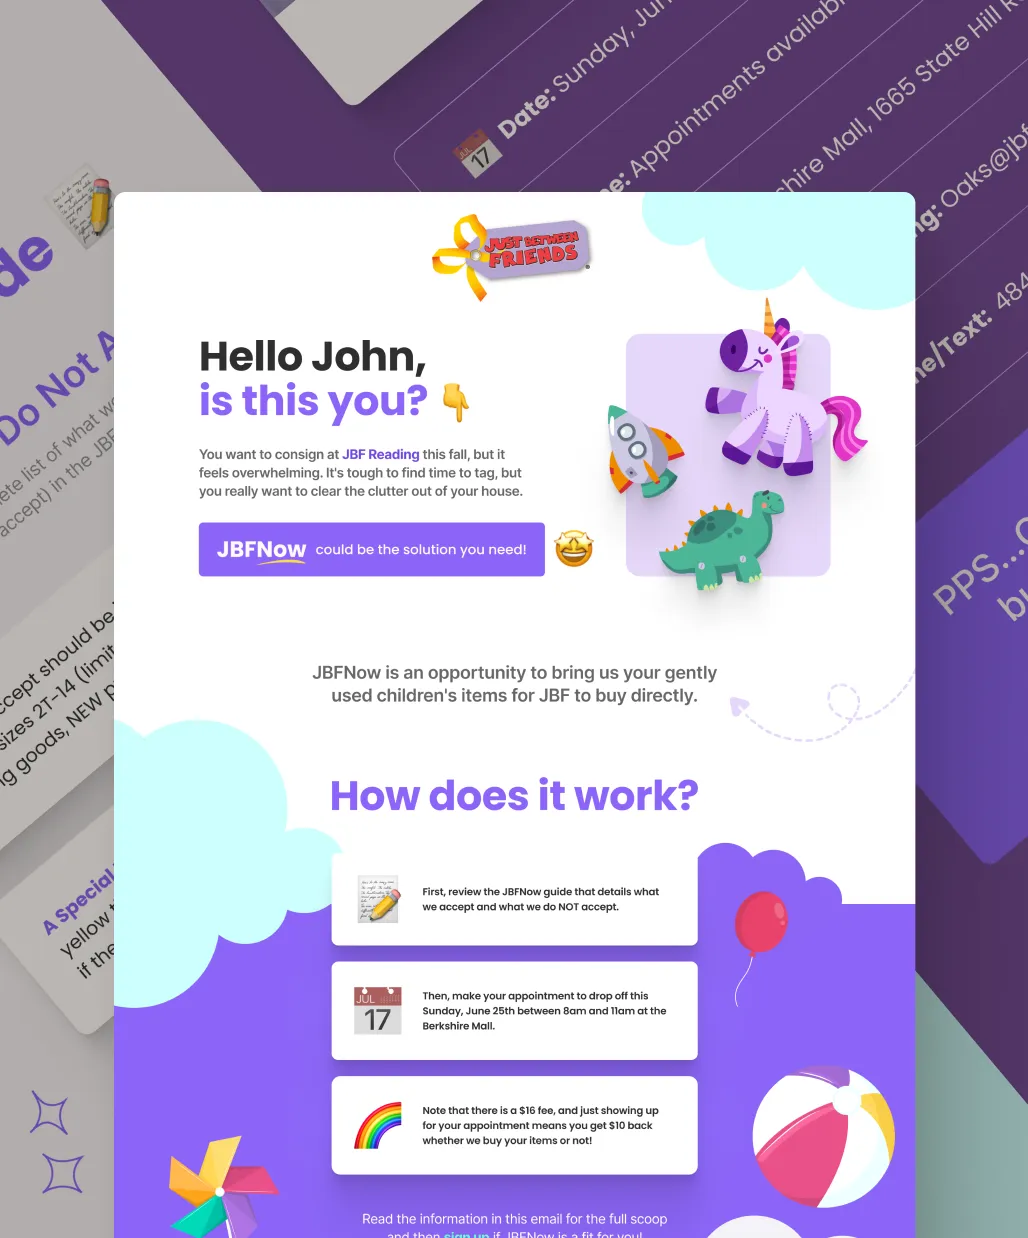 Date: Sunday, Jun
Appointments availab
shire Mall, 1665 State Hill R
Oaks@jbf
ne/Text: 484
JUL
17
de
Do Not A
ete list of what we
accept) in the JBF
ccept should be
sizes 2T-14 (limit
ng goods, NEW p
A Special
yellow
if the
PPS...
JUST BETWEEN
FRIENDS
Hello John,
is this you?
You want to consign at JBF Reading this fall, but it
feels overwhelming. It's tough to find time to tag, but
you really want to clear the clutter out of your house.
JBFNow could be the solution you need!
JBFNow is an opportunity to bring us your gently
used children's items for JBF to buy directly.
How does it work?
First, review the JBFNow guide that details what
we accept and what we do NOT accept.
JUL
17
Then, make your appointment to drop off this
Sunday, June 25th between 8am and 11am at the
Berkshire Mall.
Note that there is a $16 fee, and just showing up
for your appointment means you get $10 back
whether we buy your items or not!
Read the information in this email for the full scoop
and then sign up if JBFNow is a fit for you!